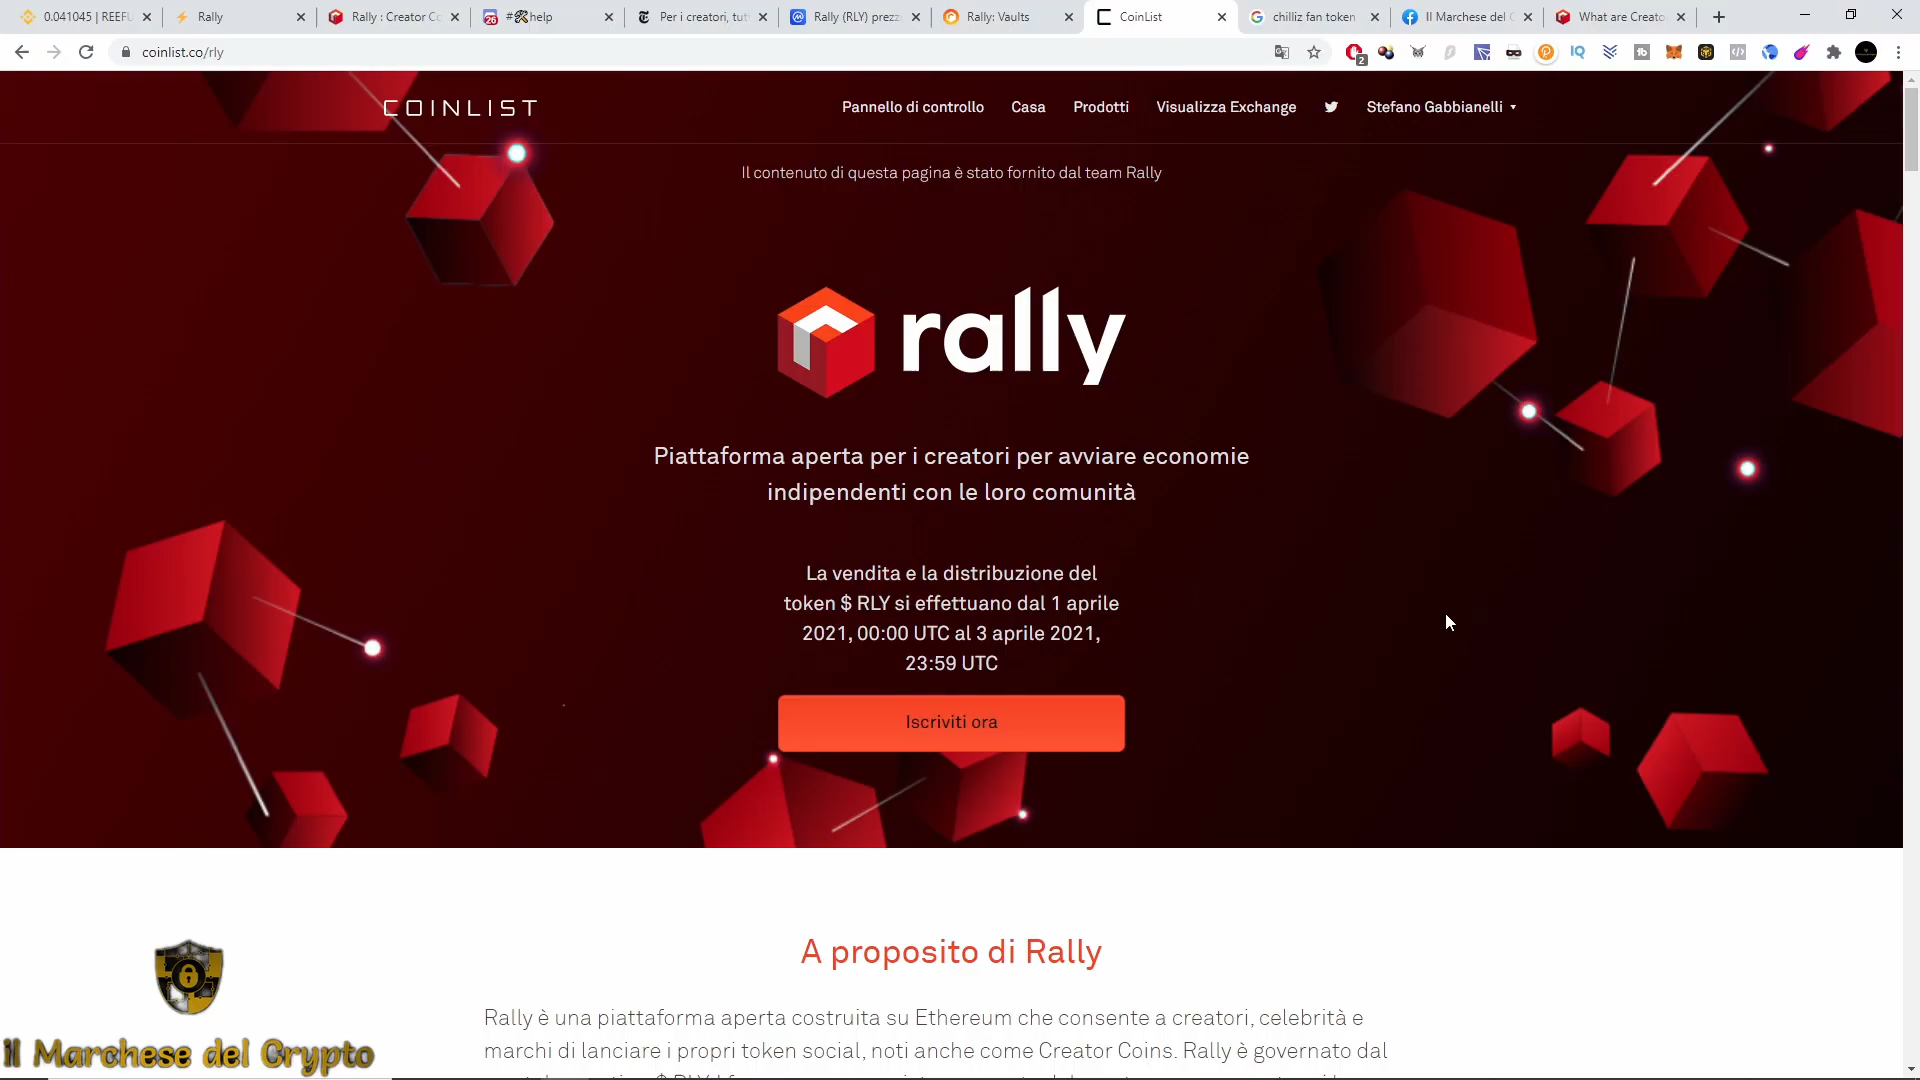 0.041045 | REEFU
Rally
Rally : Creator Co
#🛠help
Per i creatori, tut
Rally (RLY) prezz
Rally: Vaults
CoinList
chilliz fan token
Il Marchese del C
What are Creato
coinlist.co/rly
2
COINLIST
Pannello di controllo
Casa
Prodotti
Visualizza Exchange
Stefano Gabbianelli
Il contenuto di questa pagina è stato fornito dal team Rally
rally
Piattaforma aperta per i creatori per avviare economie
indipendenti con le loro comunità
La vendita e la distribuzione del
token $ RLY si effettuano dal 1 aprile
2021, 00:00 UTC al 3 aprile 2021,
23:59 UTC
Iscriviti ora
A proposito di Rally
Rally è una piattaforma aperta costruita su Ethereum che consente a creatori, celebrità e
marchi di lanciare i propri token social, noti anche come Creator Coins. Rally è governato dal
il Marchese del Crypto